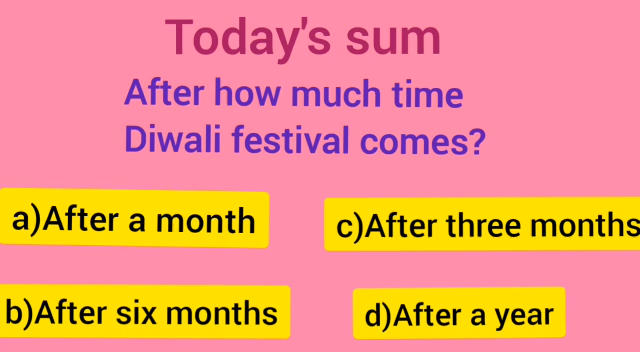 Today's sum
After how much time
Diwali festival comes?
a)After a month
c)After three months
b)After six months
d)After a year